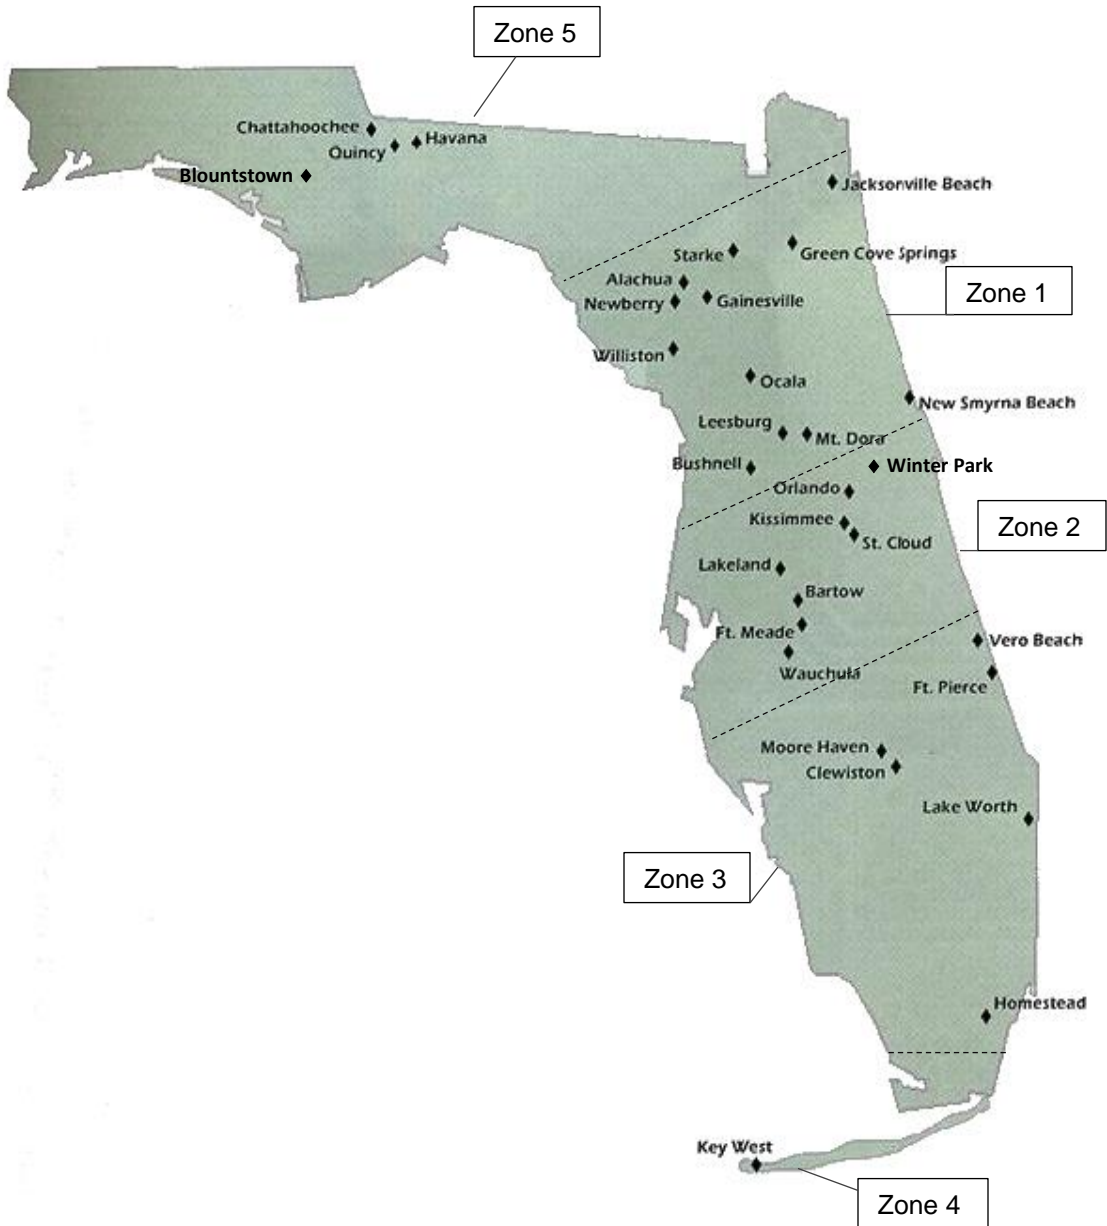 Zone 5
Chattahoochee
Havana
Quincy
Blountstown
Jacksonville Beach
Starke
Green Cove Springs
Alachua
Zone 1
Newberry
Gainesville
Williston
Ocala
New Smyrna Beach
Leesburg
Mt. Dora
Bushnell
Winter Park
Orlando
Kissimmee
Zone 2
St. Cloud
Lakeland
Bartow
Ft. Meade
Vero Beach
Wauchula
Ft. Pierce
Moore Haven
Clewiston
Lake Worth
Zone 3
Homestead
Key West
Zone 4